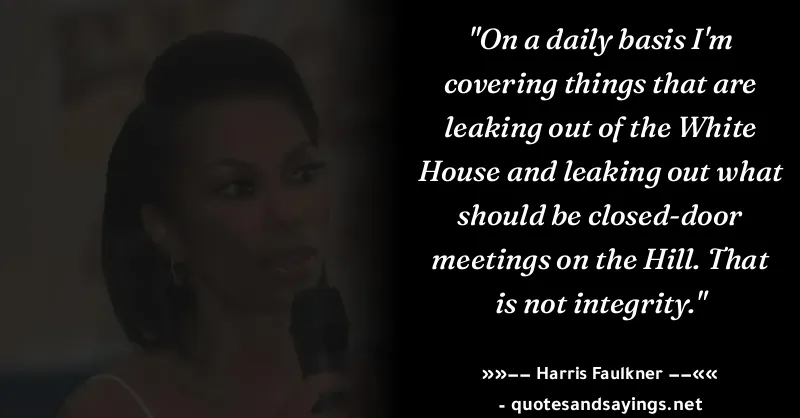 "On a daily basis I'm
covering things that are
leaking out of the White
House and leaking out what
should be closed-door
meetings on the Hill. That
is not integrity."
»»−− Harris Faulkner −−««
- quotesandsayings.net